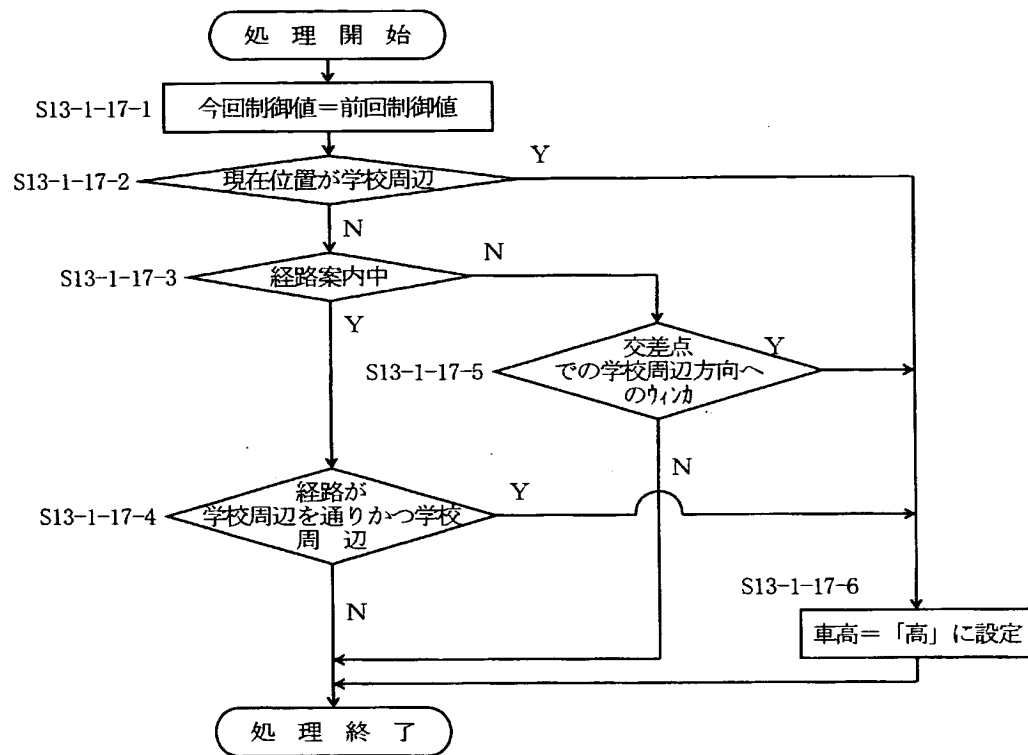 処 理 開 始
S13-1-17-1
今回制御値＝前回制御値
Y
S13-1-17-2
現在位置が学校周辺
N
N
S13-1-17-3
経路案内中
Y
S13-1-17-5
交差点
での学校周辺方向へ
のｳｨﾝｶ
Y
N
S13-1-17-4
経路が
学校周辺を通りかつ学校
周 辺
Y
N
S13-1-17-6
車高＝「高」に設定
処 理 終 了